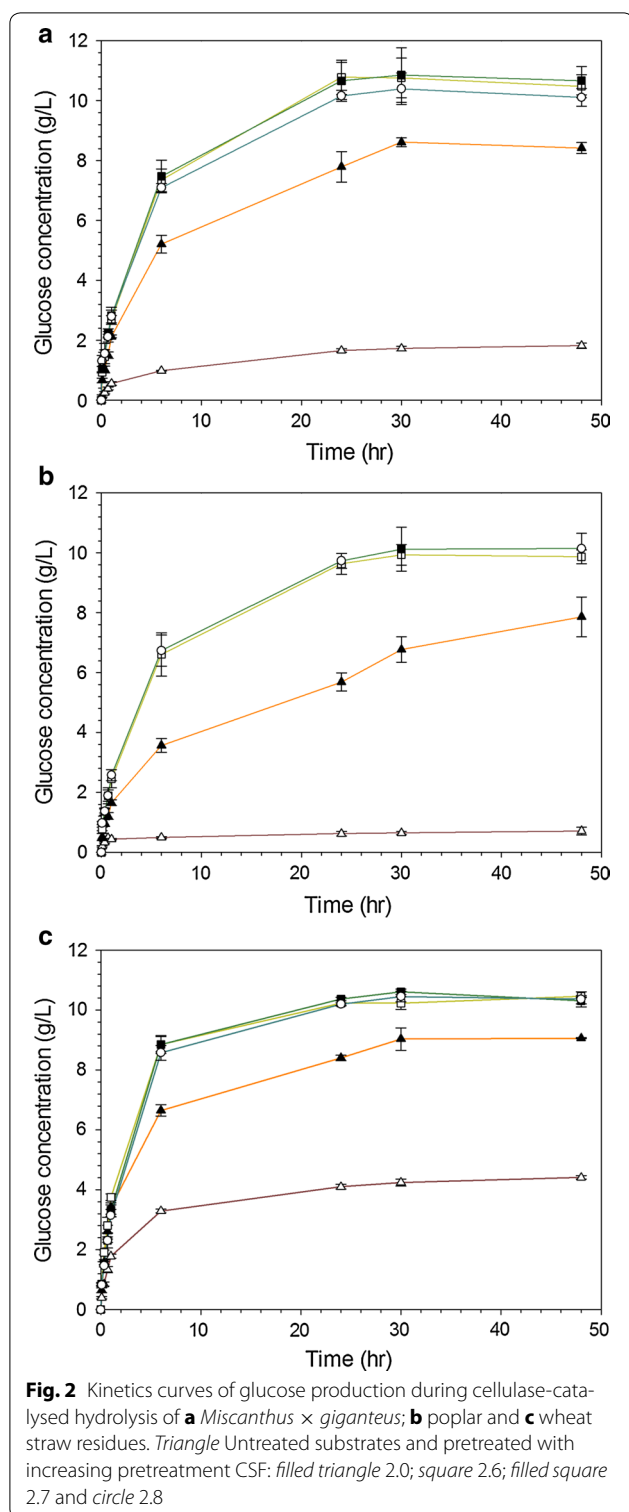 a
12
10
8
6
4
2
0
Glucose concentration (g/L)
0 10 20 30 40 50
Time (hr)
b
12
10
8
6
4
2
0
Glucose concentration (g/L)
0 10 20 30 40 50
Time (hr)
c
12
10
8
6
4
2
0
Glucose concentration (g/L)
0 10 20 30 40 50
Time (hr)
Fig. 2 Kinetics curves of glucose production during cellulase-cata-
lysed hydrolysis of a Miscanthus × giganteus; b poplar and c wheat
straw residues. Triangle Untreated substrates and pretreated with
increasing pretreatment CSF: filled triangle 2.0; square 2.6; filled square
2.7 and circle 2.8